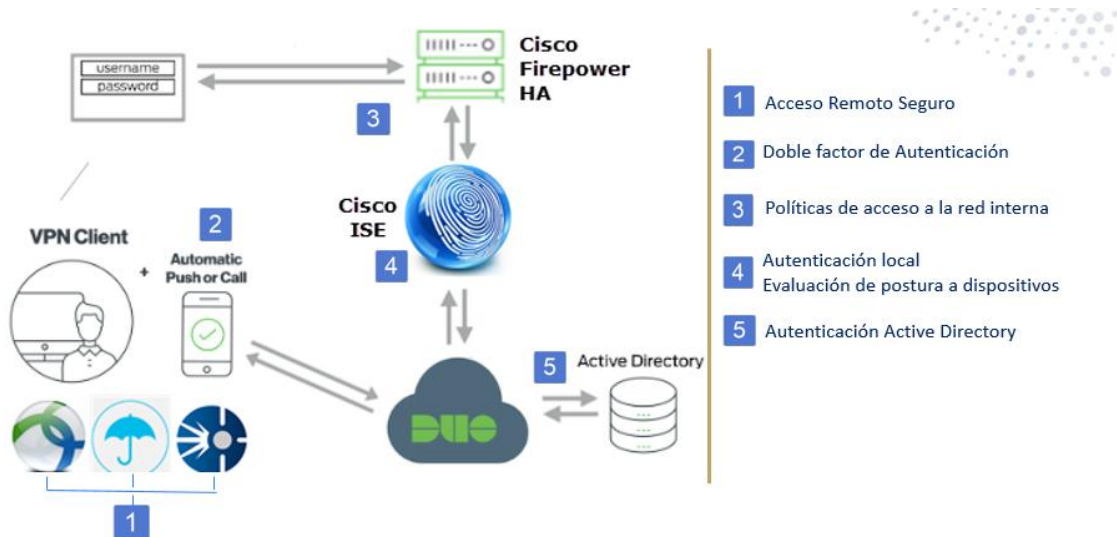 username
password
Cisco
Firepower
HA
3
Cisco
ISE
4
VPN Client
+
2
Automatic
Push or Call
DUO
5
Active Directory
1
1 Acceso Remoto Seguro
2 Doble factor de Autenticación
3 Políticas de acceso a la red interna
4 Autenticación local
Evaluación de postura a dispositivos
5 Autenticación Active Directory